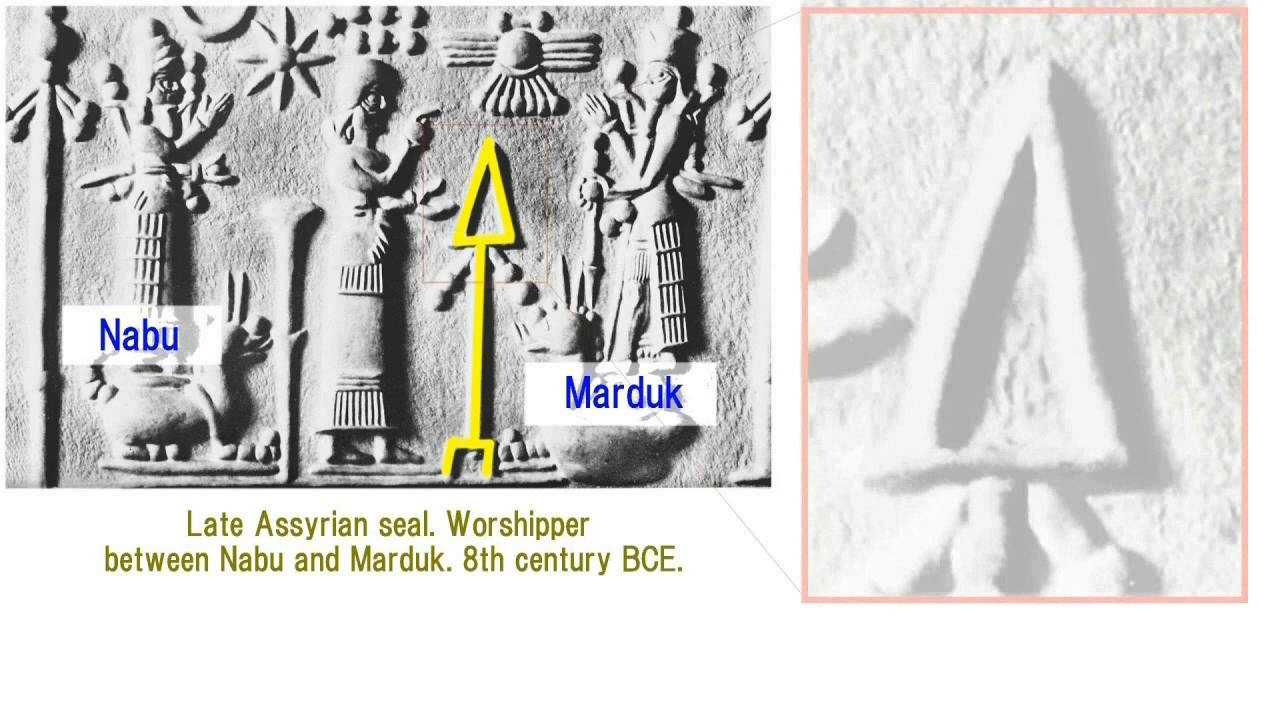 Nabu
Marduk
Late Assyrian seal. Worshipper
between Nabu and Marduk. 8th century BCE.